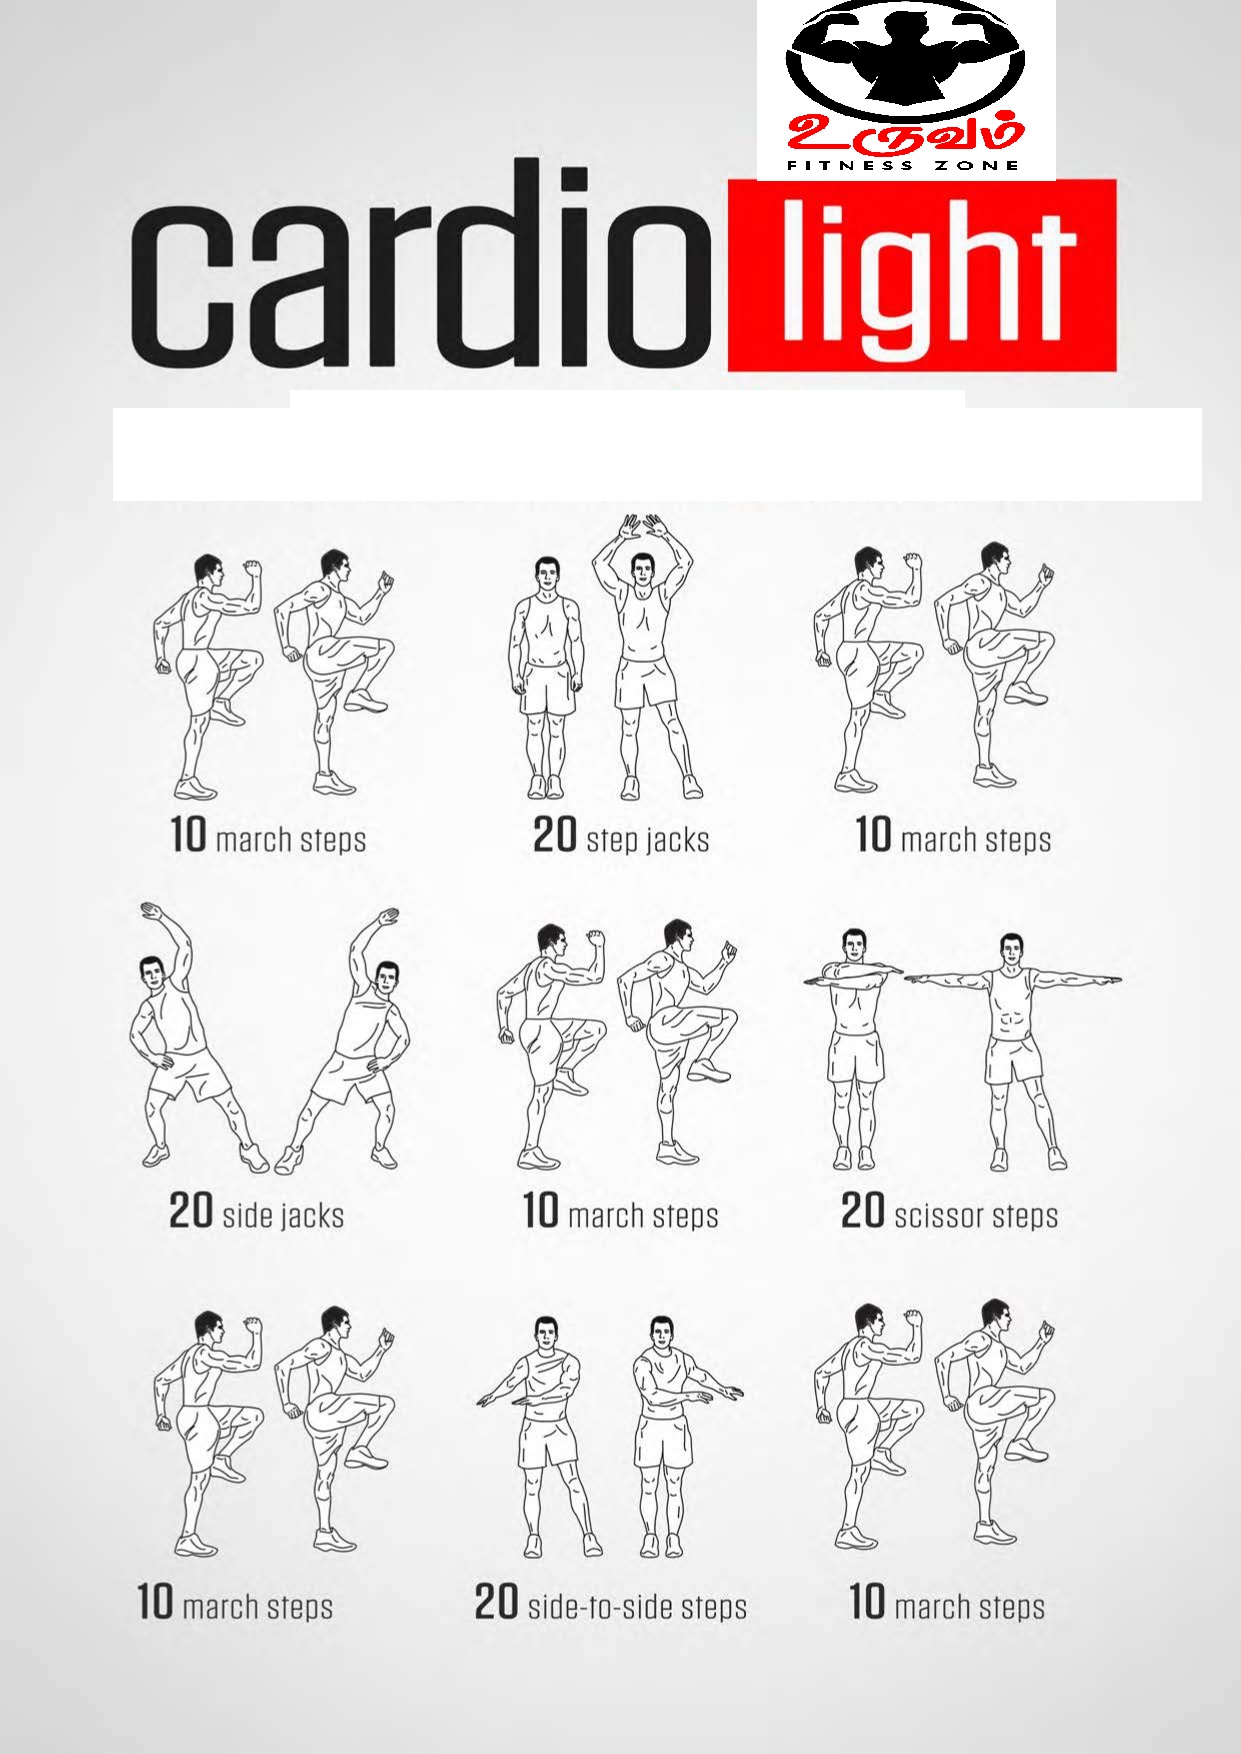 உருவம்
FITNESS ZONE
cardio light
10 march steps
20 step jacks
10 march steps
20 side jacks
10 march steps
20 scissor steps
10 march steps
20 side-to-side steps
10 march steps